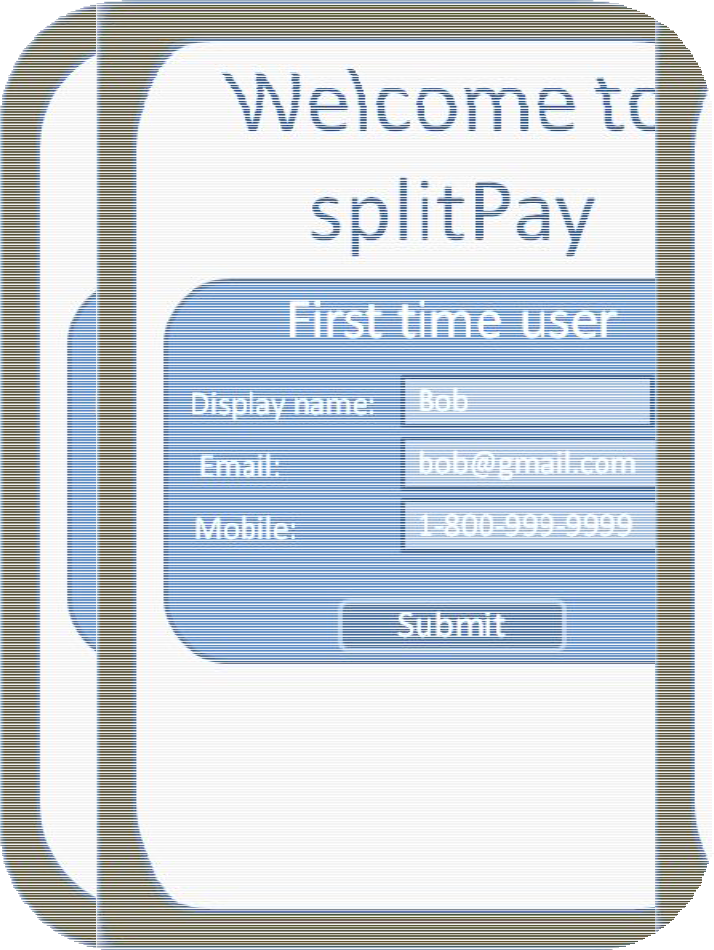 Welcome to
splitPay
First time user
Display name: Bob
Email: bob@gmail.com
Mobile: 1-800-999-9999
Submit